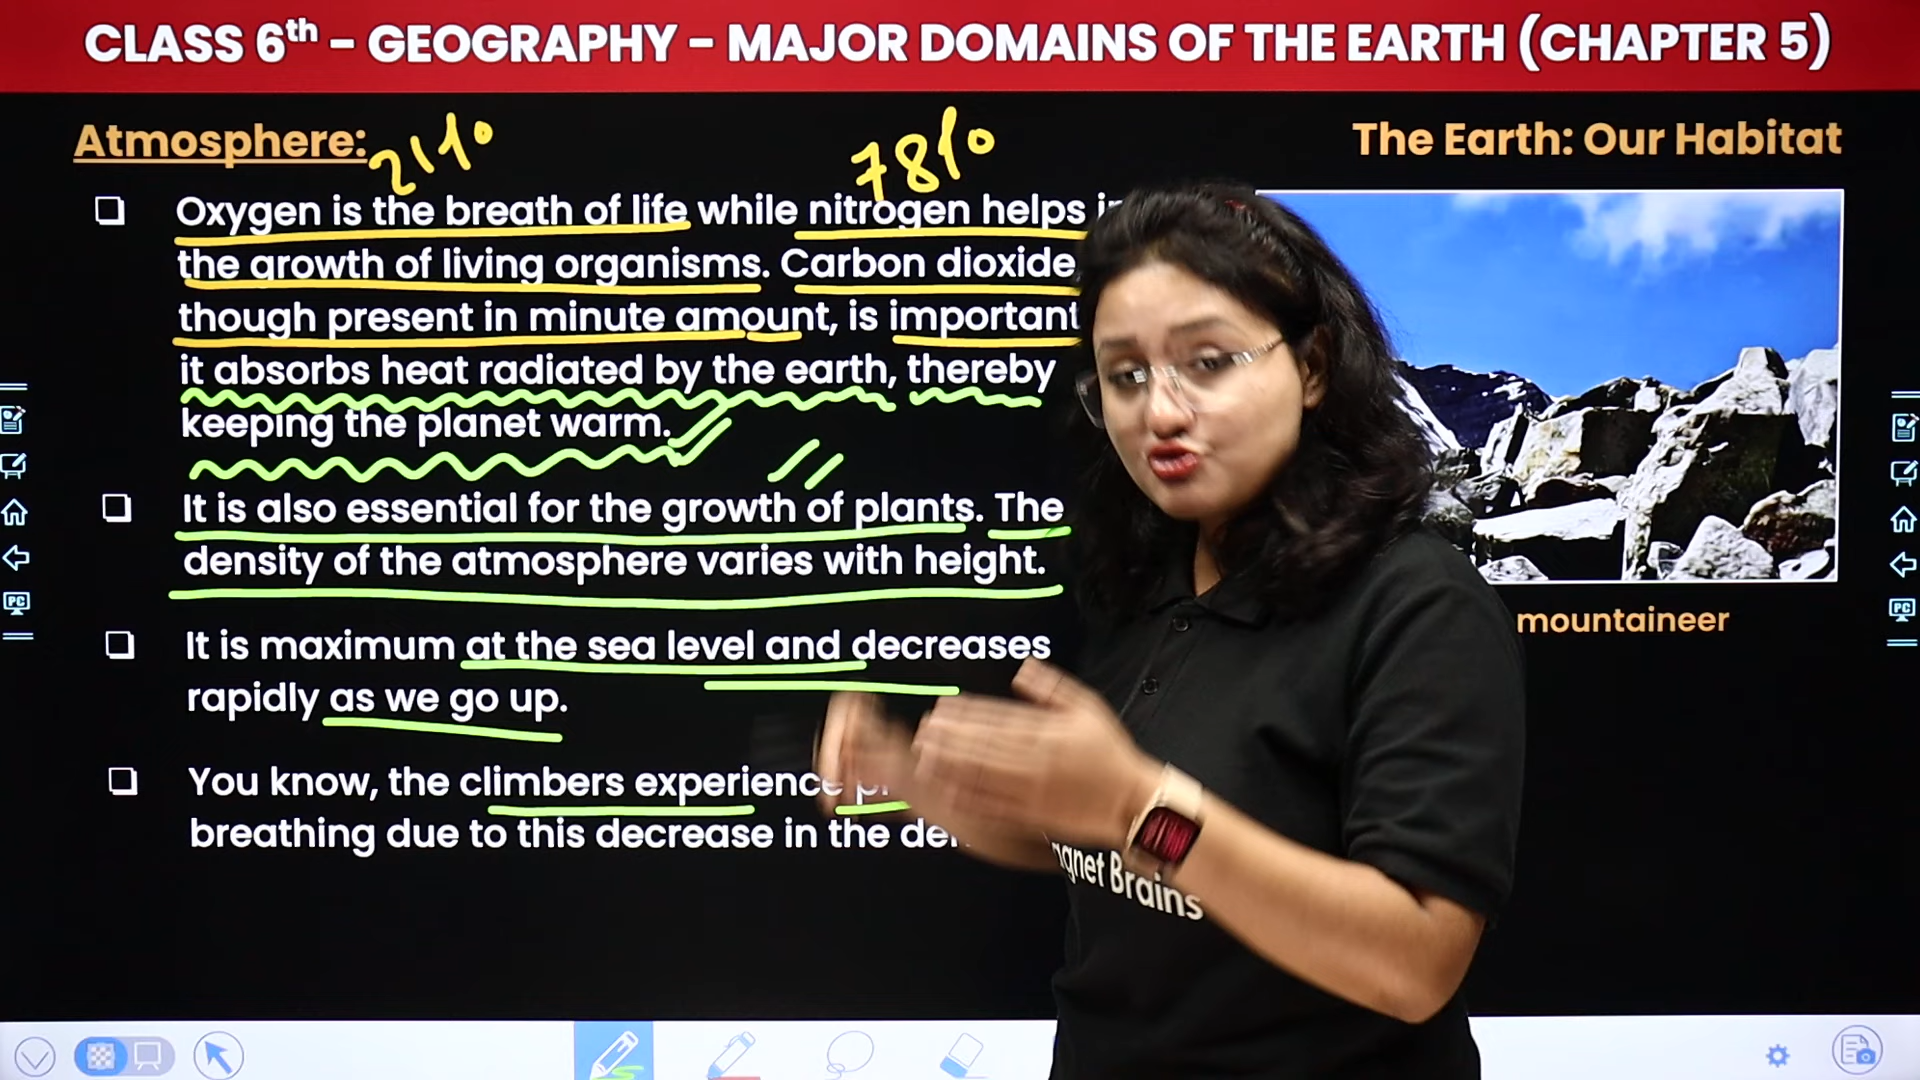 CLASS 6th - GEOGRAPHY - MAJOR DOMAINS OF THE EARTH (CHAPTER 5)
Atmosphere:
21%
78%
The Earth: Our Habitat
Oxygen is the breath of life while nitrogen helps
the growth of living organisms. Carbon dioxide
though present in minute amount, is important
it absorbs heat radiated by the earth, thereby
keeping the planet warm.
It is also essential for the growth of plants. The
density of the atmosphere varies with height.
It is maximum at the sea level and decreases
rapidly as we go up.
You know, the climbers experience
breathing due to this decrease in the
mountaineer
Brains
PC
PC